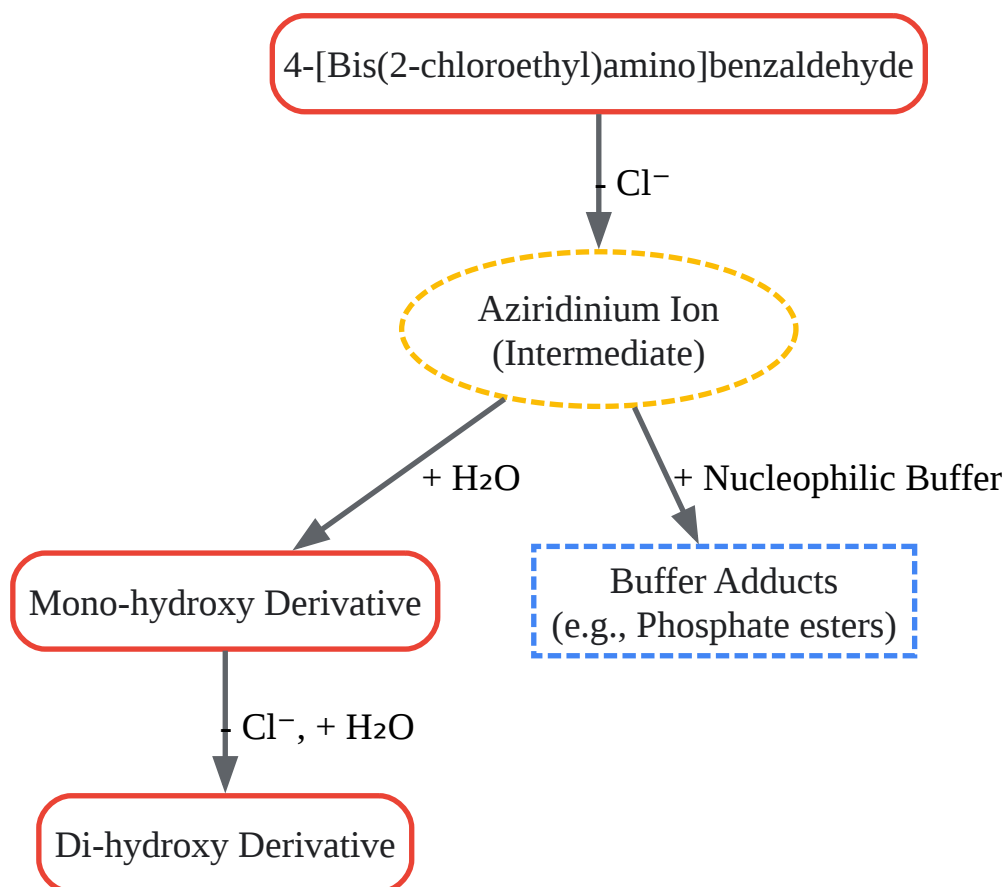 4-[Bis(2-chloroethyl)amino]benzaldehyde
- Cl⁻
Aziridinium Ion
(Intermediate)
+ H₂O
+ Nucleophilic Buffer
Mono-hydroxy Derivative
Buffer Adducts
(e.g., Phosphate esters)
- Cl⁻, + H₂O
Di-hydroxy Derivative